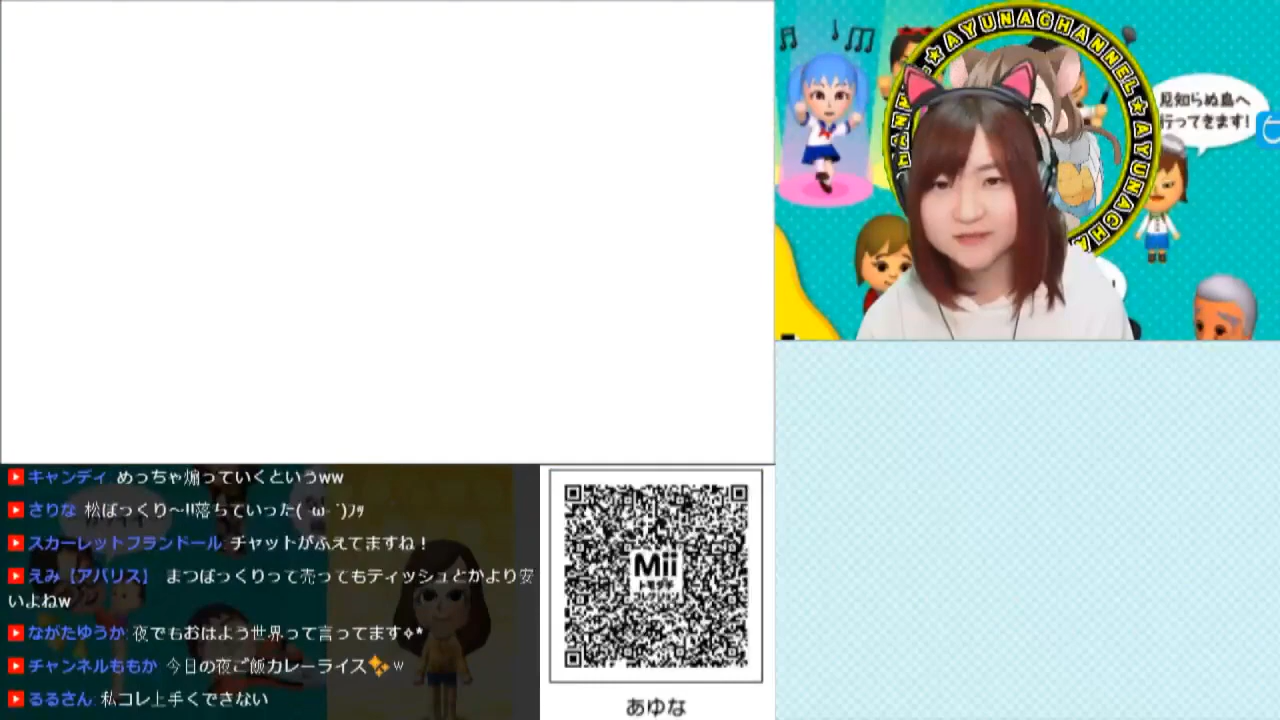 ★AYUNACHANNEL★AYUNACHA
見知らぬ島へ
行ってきます!
キャンディ めっちゃ煽っていくというww
さりな 松ぼっくり～!!落ちていった(´ω`)ﾌｯ
スカーレットフランドール チャットがふえてますね！
えみ【アバリス】 まつぼっくりって売ってもティッシュとかより安
いよねw
ながたゆうか 夜でもおはよう世界って言ってます✧*
チャンネルももか 今日の夜ご飯カレーライス✨w
るるさん 私コレ上手くできない
Mii
あゆな